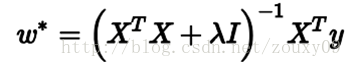 w* = (X^T X + λI)^{-1} X^T y
http://blog.csdn.net/zouxy09